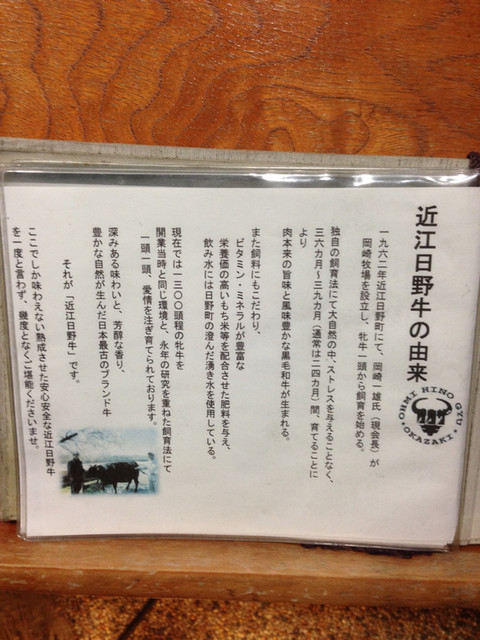 近江日野牛の由来
OHMI HINO GYU
・OKAZAKI・
一九六二年近江日野町にて、岡崎一雄氏（現会長）が
岡崎牧場を設立し、牝牛一頭から飼育を始める。
独自の飼育法にて大自然の中、ストレスを与えることなく、
三六カ月〜三九カ月（通常は二四カ月）間、育てることに
より
肉本来の旨味と風味豊かな黒毛和牛が生まれる。
また飼料にもこだわり、
ビタミン・ミネラルが豊富な
栄養価の高いもち米等を配合させた肥料を与え、
飲み水には日野町の澄んだ湧き水を使用している。
現在では一三〇〇頭程の牝牛を
開業当時と同じ環境と、永年の研究を重ねた飼育法にて
一頭一頭、愛情を注ぎ育てられております。
深みある味わいと、芳醇な香り、
豊かな自然が生んだ日本最古のブランド牛
それが「近江日野牛」です。
ここでしか味わえない熟成させた安心安全な近江日野牛
を一度と言わず、幾度となくご堪能くださいませ。